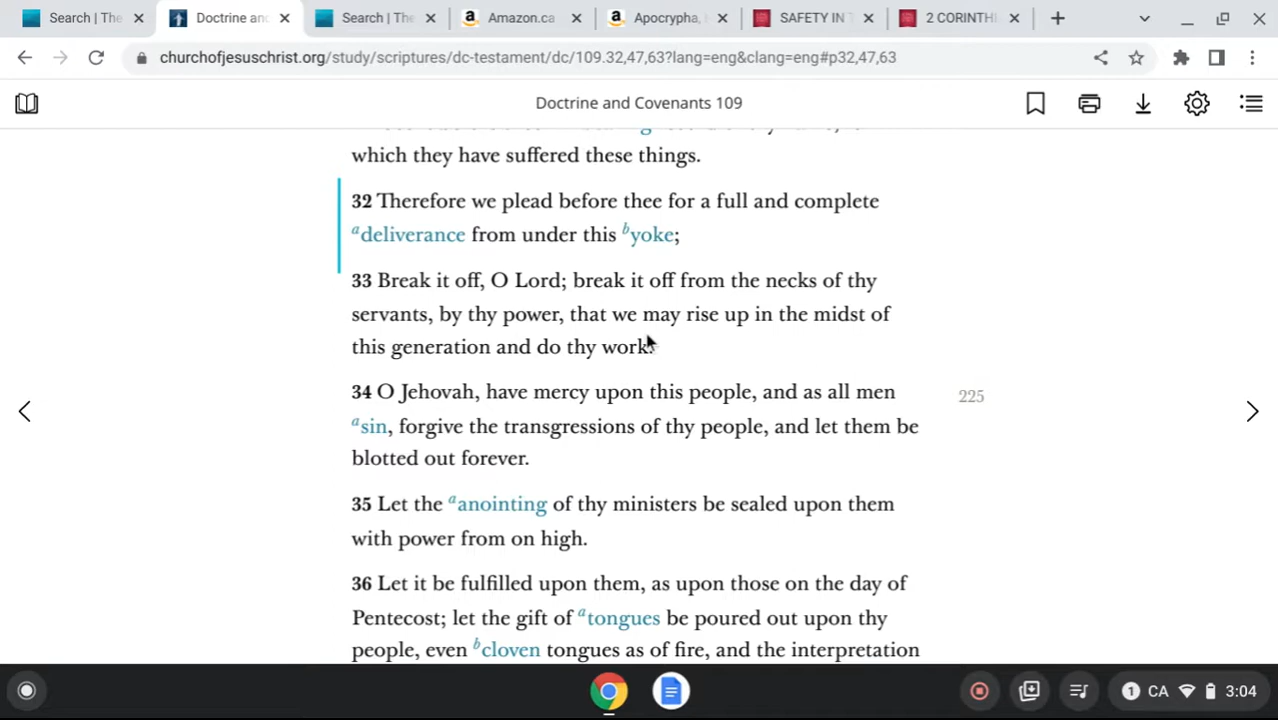 Search | The
Doctrine and
Search | The
Amazon.ca
Apocrypha,
SAFETY IN
2 CORINTHI
churchofjesuschrist.org/study/scriptures/dc-testament/dc/109.32,47,63?lang=eng&clang=eng#p32,47,63
Doctrine and Covenants 109
which they have suffered these things.
32 Therefore we plead before thee for a full and complete
a deliverance from under this b yoke;
33 Break it off, O Lord; break it off from the necks of thy
servants, by thy power, that we may rise up in the midst of
this generation and do thy work.
34 O Jehovah, have mercy upon this people, and as all men
225
a sin, forgive the transgressions of thy people, and let them be
blotted out forever.
35 Let the a anointing of thy ministers be sealed upon them
with power from on high.
36 Let it be fulfilled upon them, as upon those on the day of
Pentecost; let the gift of a tongues be poured out upon thy
people, even b cloven tongues as of fire, and the interpretation
1 CA 3:04